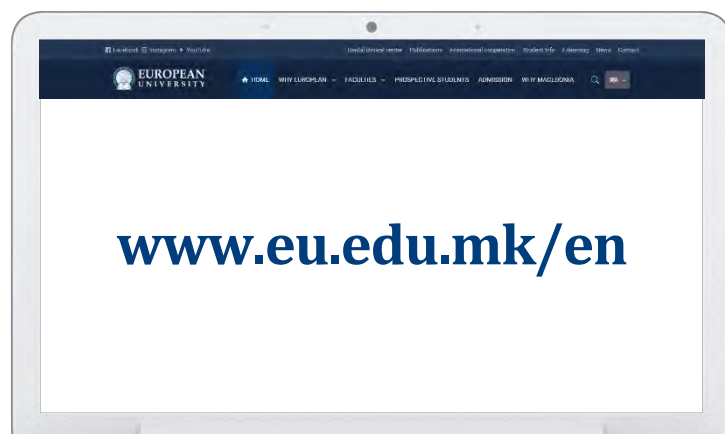 Facebook Instagram YouTube
Dental clinical center Publications International cooperation Student Info E-learning News Contact
EUROPEAN
UNIVERSITY
HOME WHY EUROPEAN FACULTIES PROSPECTIVE STUDENTS ADMISSION WHY MACEDONIA
www.eu.edu.mk/en